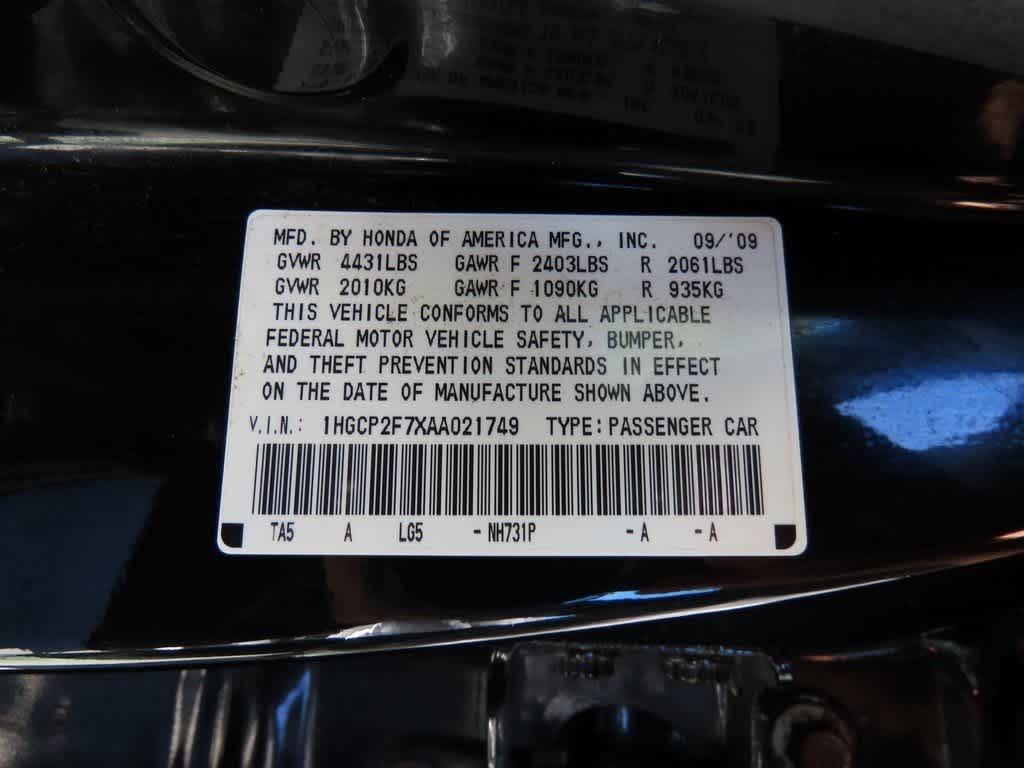 MFD. BY HONDA OF AMERICA MFG., INC. 09/'09
GVWR 4431LBS GAWR F 2403LBS R 2061LBS
GVWR 2010KG GAWR F 1090KG R 935KG
THIS VEHICLE CONFORMS TO ALL APPLICABLE
FEDERAL MOTOR VEHICLE SAFETY, BUMPER,
AND THEFT PREVENTION STANDARDS IN EFFECT
ON THE DATE OF MANUFACTURE SHOWN ABOVE.
V.I.N.: 1HGCP2F7XAA021749 TYPE: PASSENGER CAR
TA5 A LG5 - NH731P - A - A